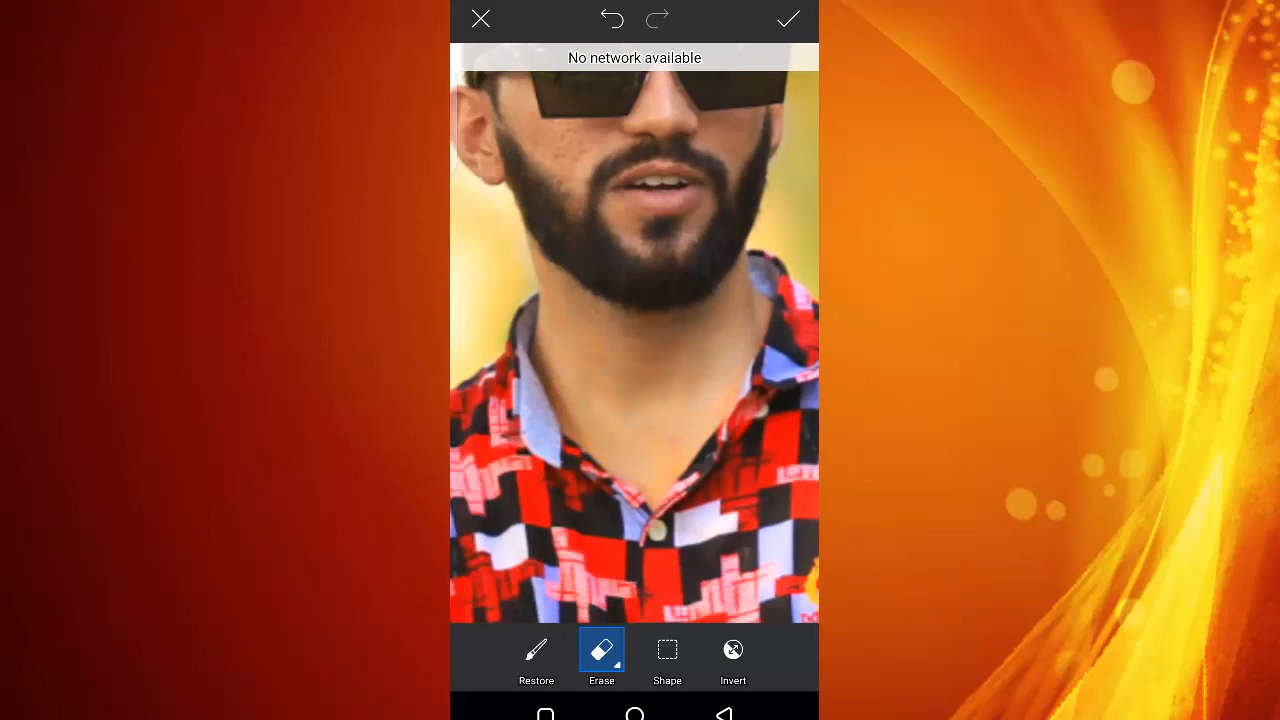 No network available
Restore
Erase
Shape
Invert